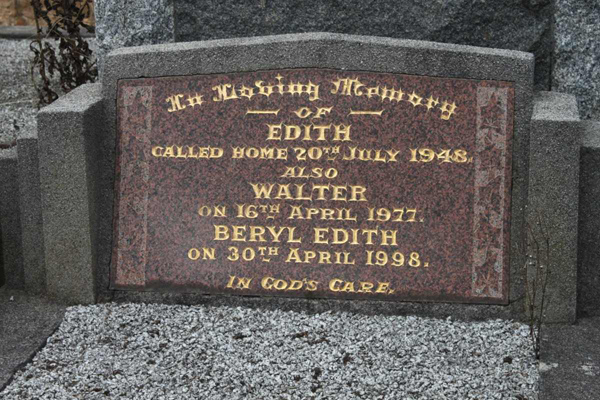 In Loving Memory
OF
EDITH
CALLED HOME 20TH JULY 1948.
ALSO
WALTER
ON 16TH APRIL 1977.
BERYL EDITH
ON 30TH APRIL 1998.
IN GOD'S CARE.